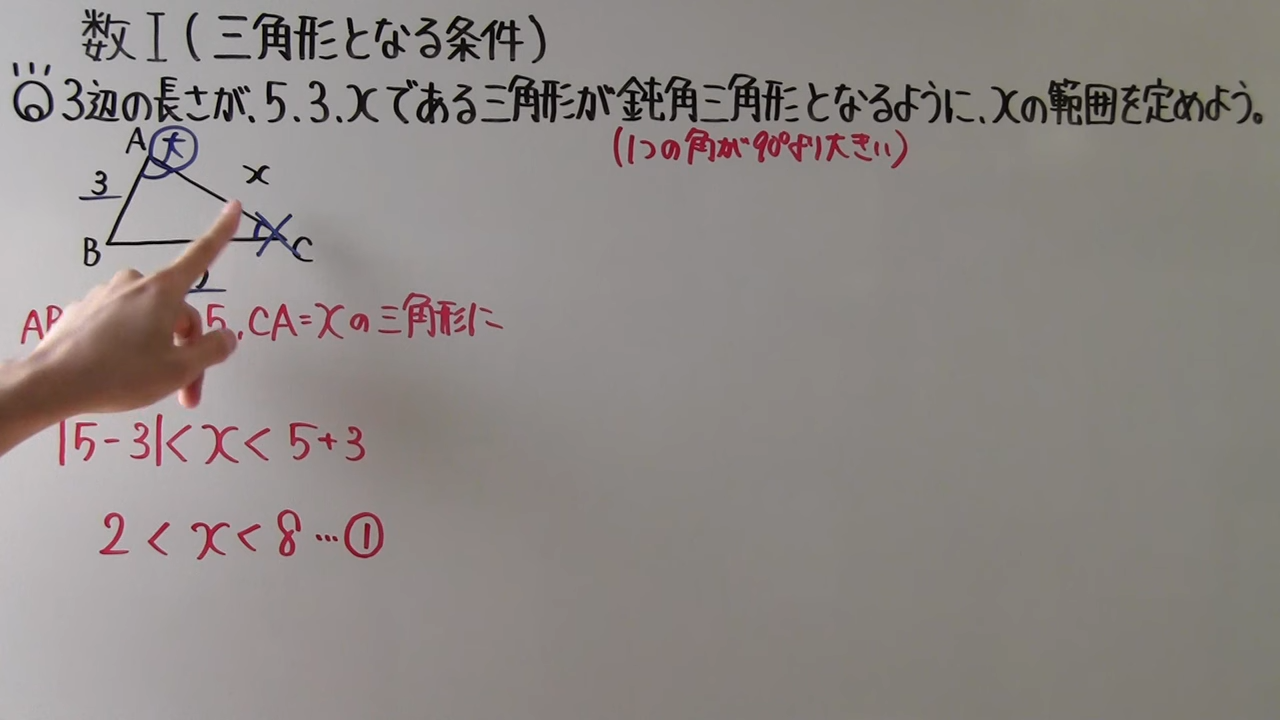 数I(三角形となる条件)
Q 3辺の長さが、5、3、xである三角形が鈍角三角形となるように、xの範囲を定めよう。
(1つの角が90°より大きい)
A 大
3 x
B C
5、CA=xの三角形に
|5-3|<x<5+3
2<x<8…①